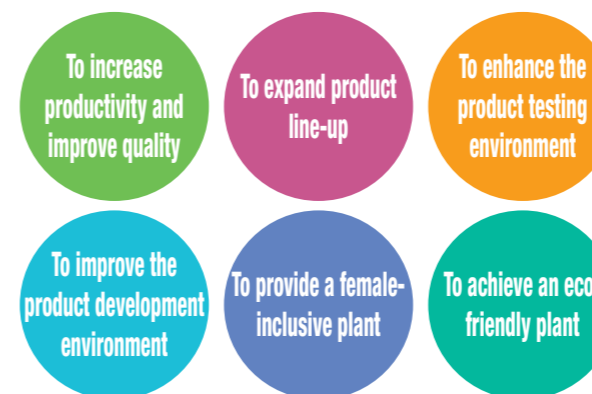 To increase
productivity and
improve quality
To expand product
line-up
To enhance the
product testing
environment
To improve the
product development
environment
To provide a female-
inclusive plant
To achieve an eco
friendly plant